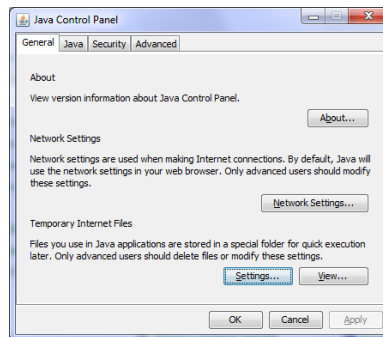 Java Control Panel
General Java Security Advanced
About
View version information about Java Control Panel.
About...
Network Settings
Network settings are used when making Internet connections. By default, Java will
use the network settings in your web browser. Only advanced users should modify
these settings.
Network Settings...
Temporary Internet Files
Files you use in Java applications are stored in a special folder for quick execution
later. Only advanced users should delete files or modify these settings.
Settings... View...
OK Cancel Apply